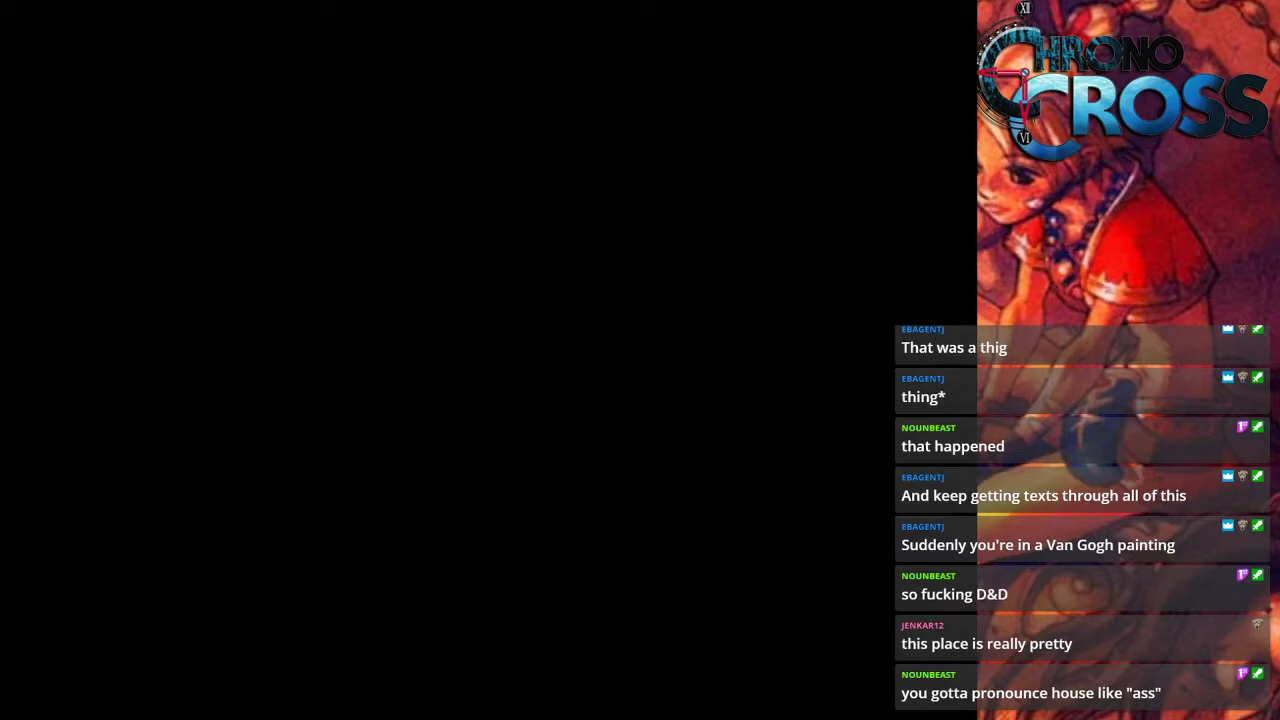 XII
CHRONO
CROSS
VI
EBAGENTJ
That was a thig
EBAGENTJ
thing*
NOUNBEAST
that happened
EBAGENTJ
And keep getting texts through all of this
EBAGENTJ
Suddenly you're in a Van Gogh painting
NOUNBEAST
so fucking D&D
JENKAR12
this place is really pretty
NOUNBEAST
you gotta pronounce house like "ass"